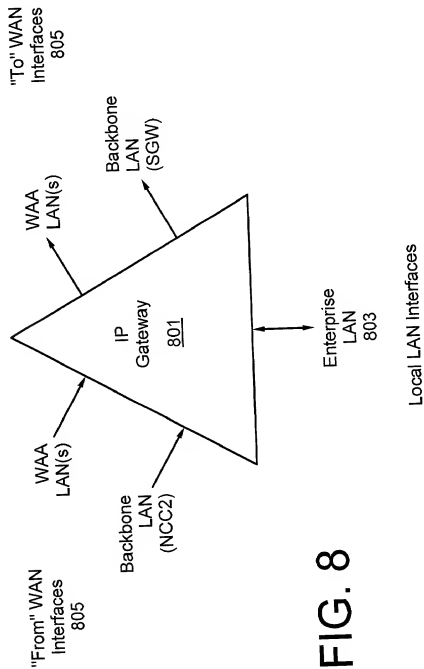 "From" WAN
Interfaces
805
"To" WAN
Interfaces
805
WAA
LAN(s)
WAA
LAN(s)
Backbone
LAN
(NCC2)
Backbone
LAN
(SGW)
IP
Gateway
801
Enterprise
LAN
803
Local LAN Interfaces
FIG. 8